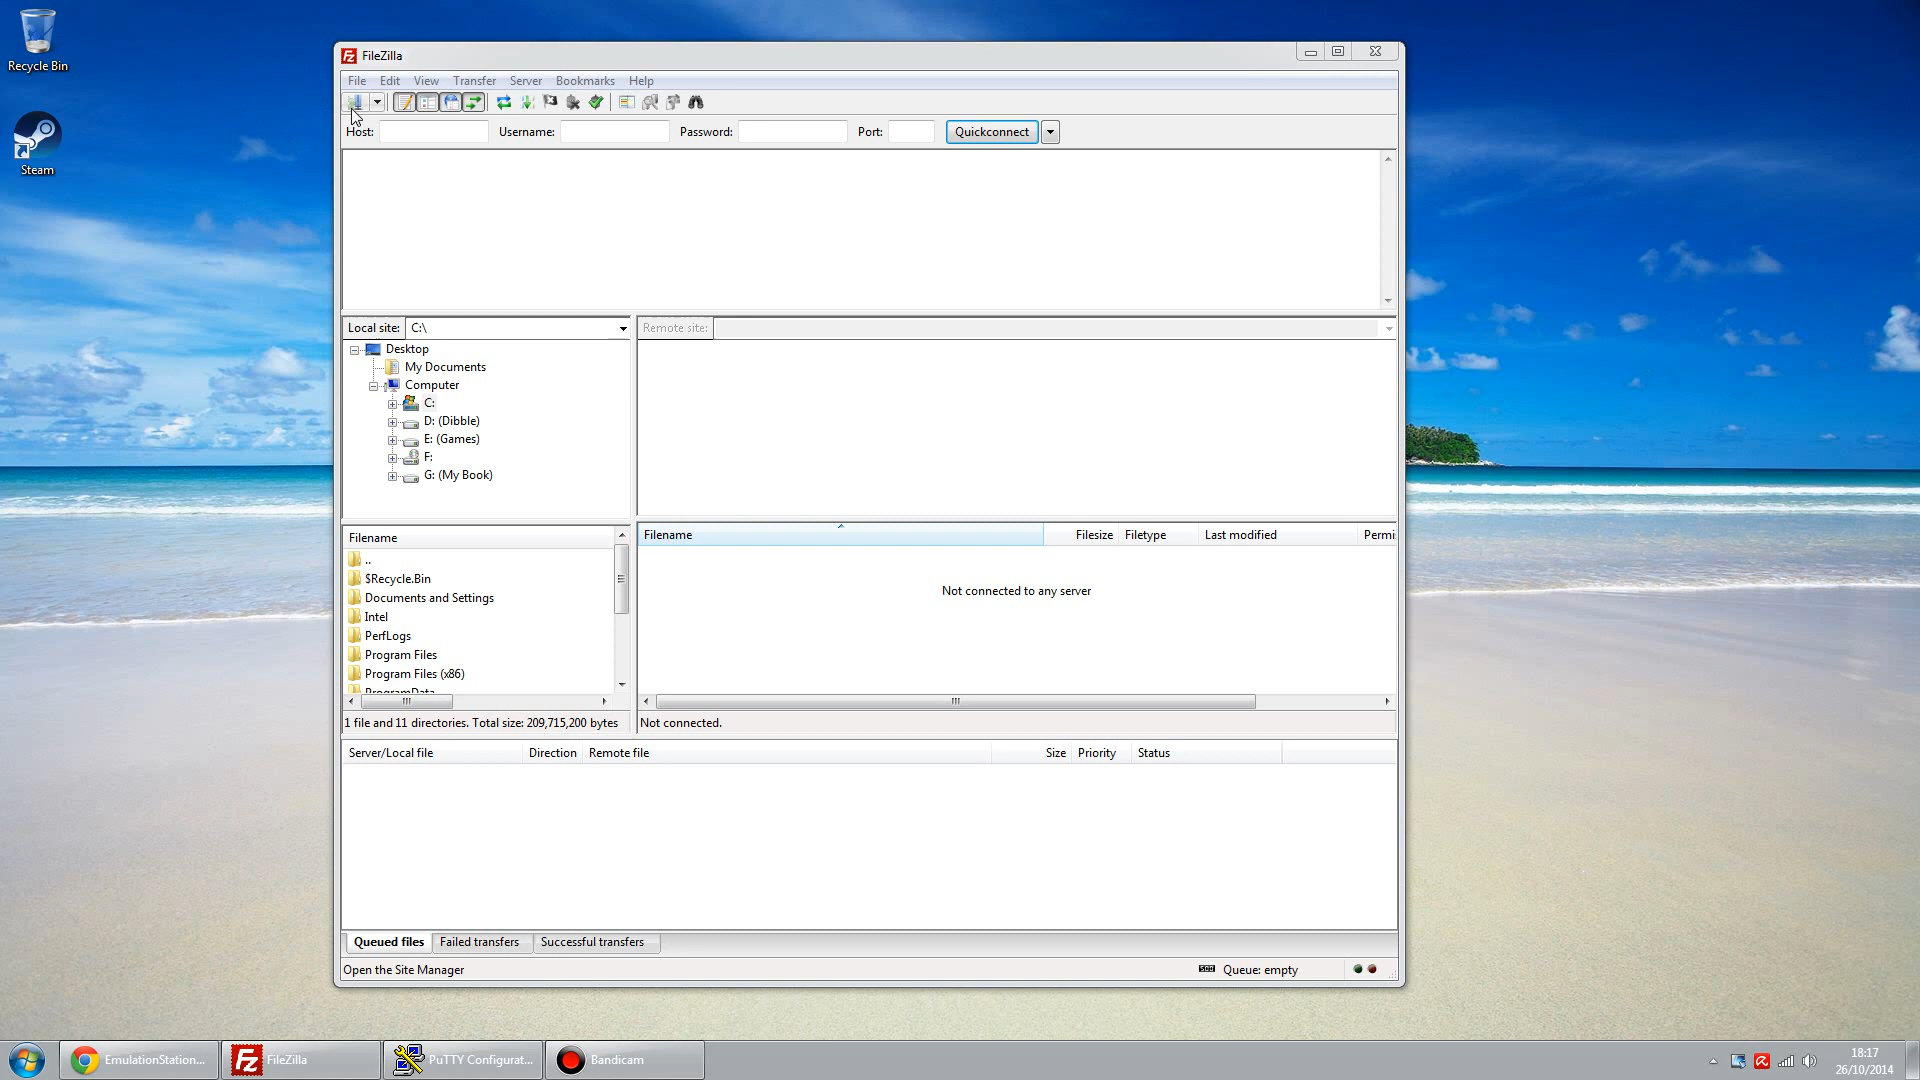 Recycle Bin
Steam
FileZilla
File Edit View Transfer Server Bookmarks Help
Host: Username: Password: Port: Quickconnect
Local site: C:\
Remote site:
Desktop
My Documents
Computer
C:
D: (Dibble)
E: (Games)
F:
G: (My Book)
Filename
..
$Recycle.Bin
Documents and Settings
Intel
PerfLogs
Program Files
Program Files (x86)
ProgramData
1 file and 11 directories. Total size: 209,715,200 bytes
Filename Filesize Filetype Last modified Permi
Not connected to any server
Not connected.
Server/Local file Direction Remote file Size Priority Status
Queued files Failed transfers Successful transfers
Open the Site Manager
Queue: empty
EmulationStation... FileZilla PuTTY Configurat... Bandicam
18:17
26/10/2014